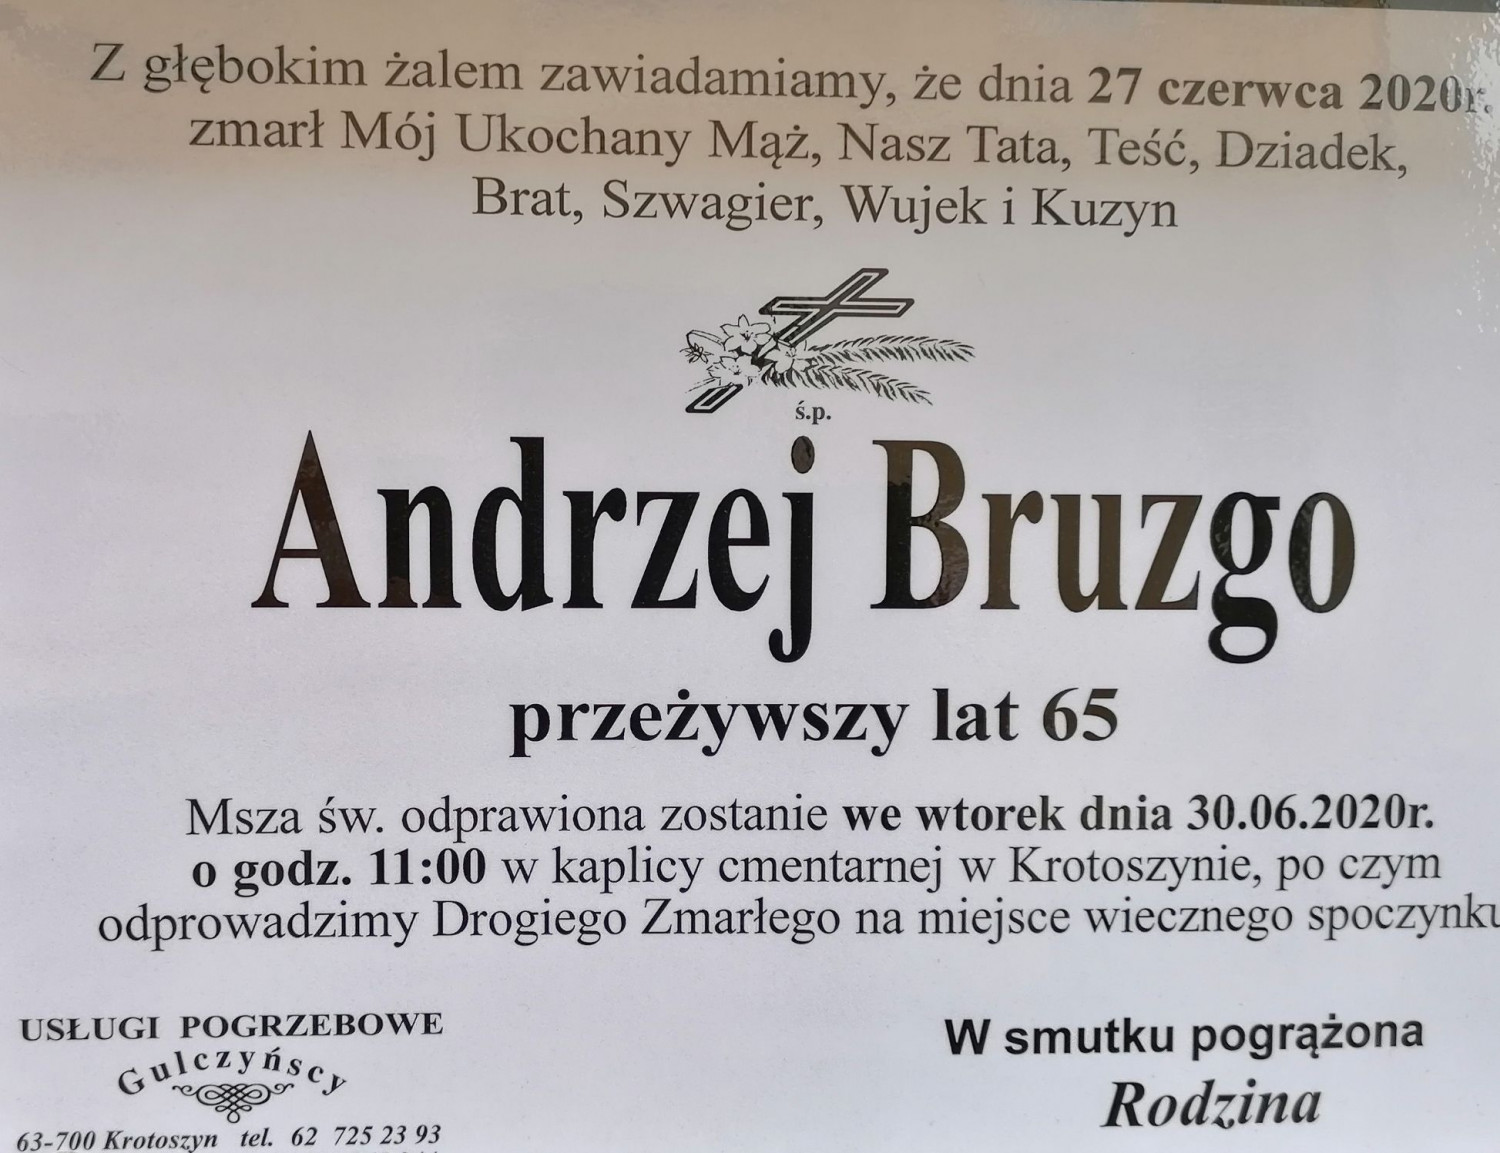 Z głębokim żalem zawiadamiamy, że dnia 27 czerwca 2020r.
zmarł Mój Ukochany Mąż, Nasz Tata, Teść, Dziadek,
Brat, Szwagier, Wujek i Kuzyn
ś.p.
Andrzej Bruzgo
przeżywszy lat 65
Msza św. odprawiona zostanie we wtorek dnia 30.06.2020r.
o godz. 11:00 w kaplicy cmentarnej w Krotoszynie, po czym
odprowadzimy Drogiego Zmarłego na miejsce wiecznego spoczynku
USŁUGI POGRZEBOWE
Gulczyńscy
63-700 Krotoszyn tel. 62 725 23 93
W smutku pogrążona
Rodzina